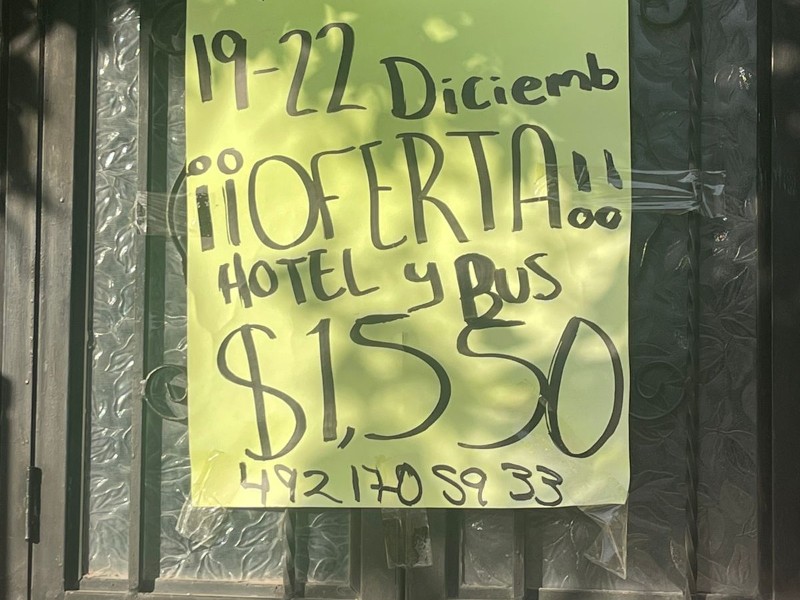 19-22 Diciemb
¡¡OFERTA!!
HOTEL y BUS
$1,550
492 170 59 33